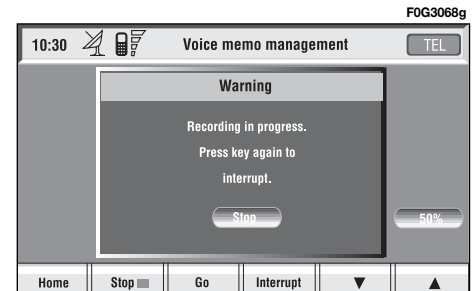 F0G3068g
10:30 Voice memo management TEL
Warning
Recording in progress.
Press key again to
interrupt.
Stop
50%
Home Stop Go Interrupt ▼ ▲